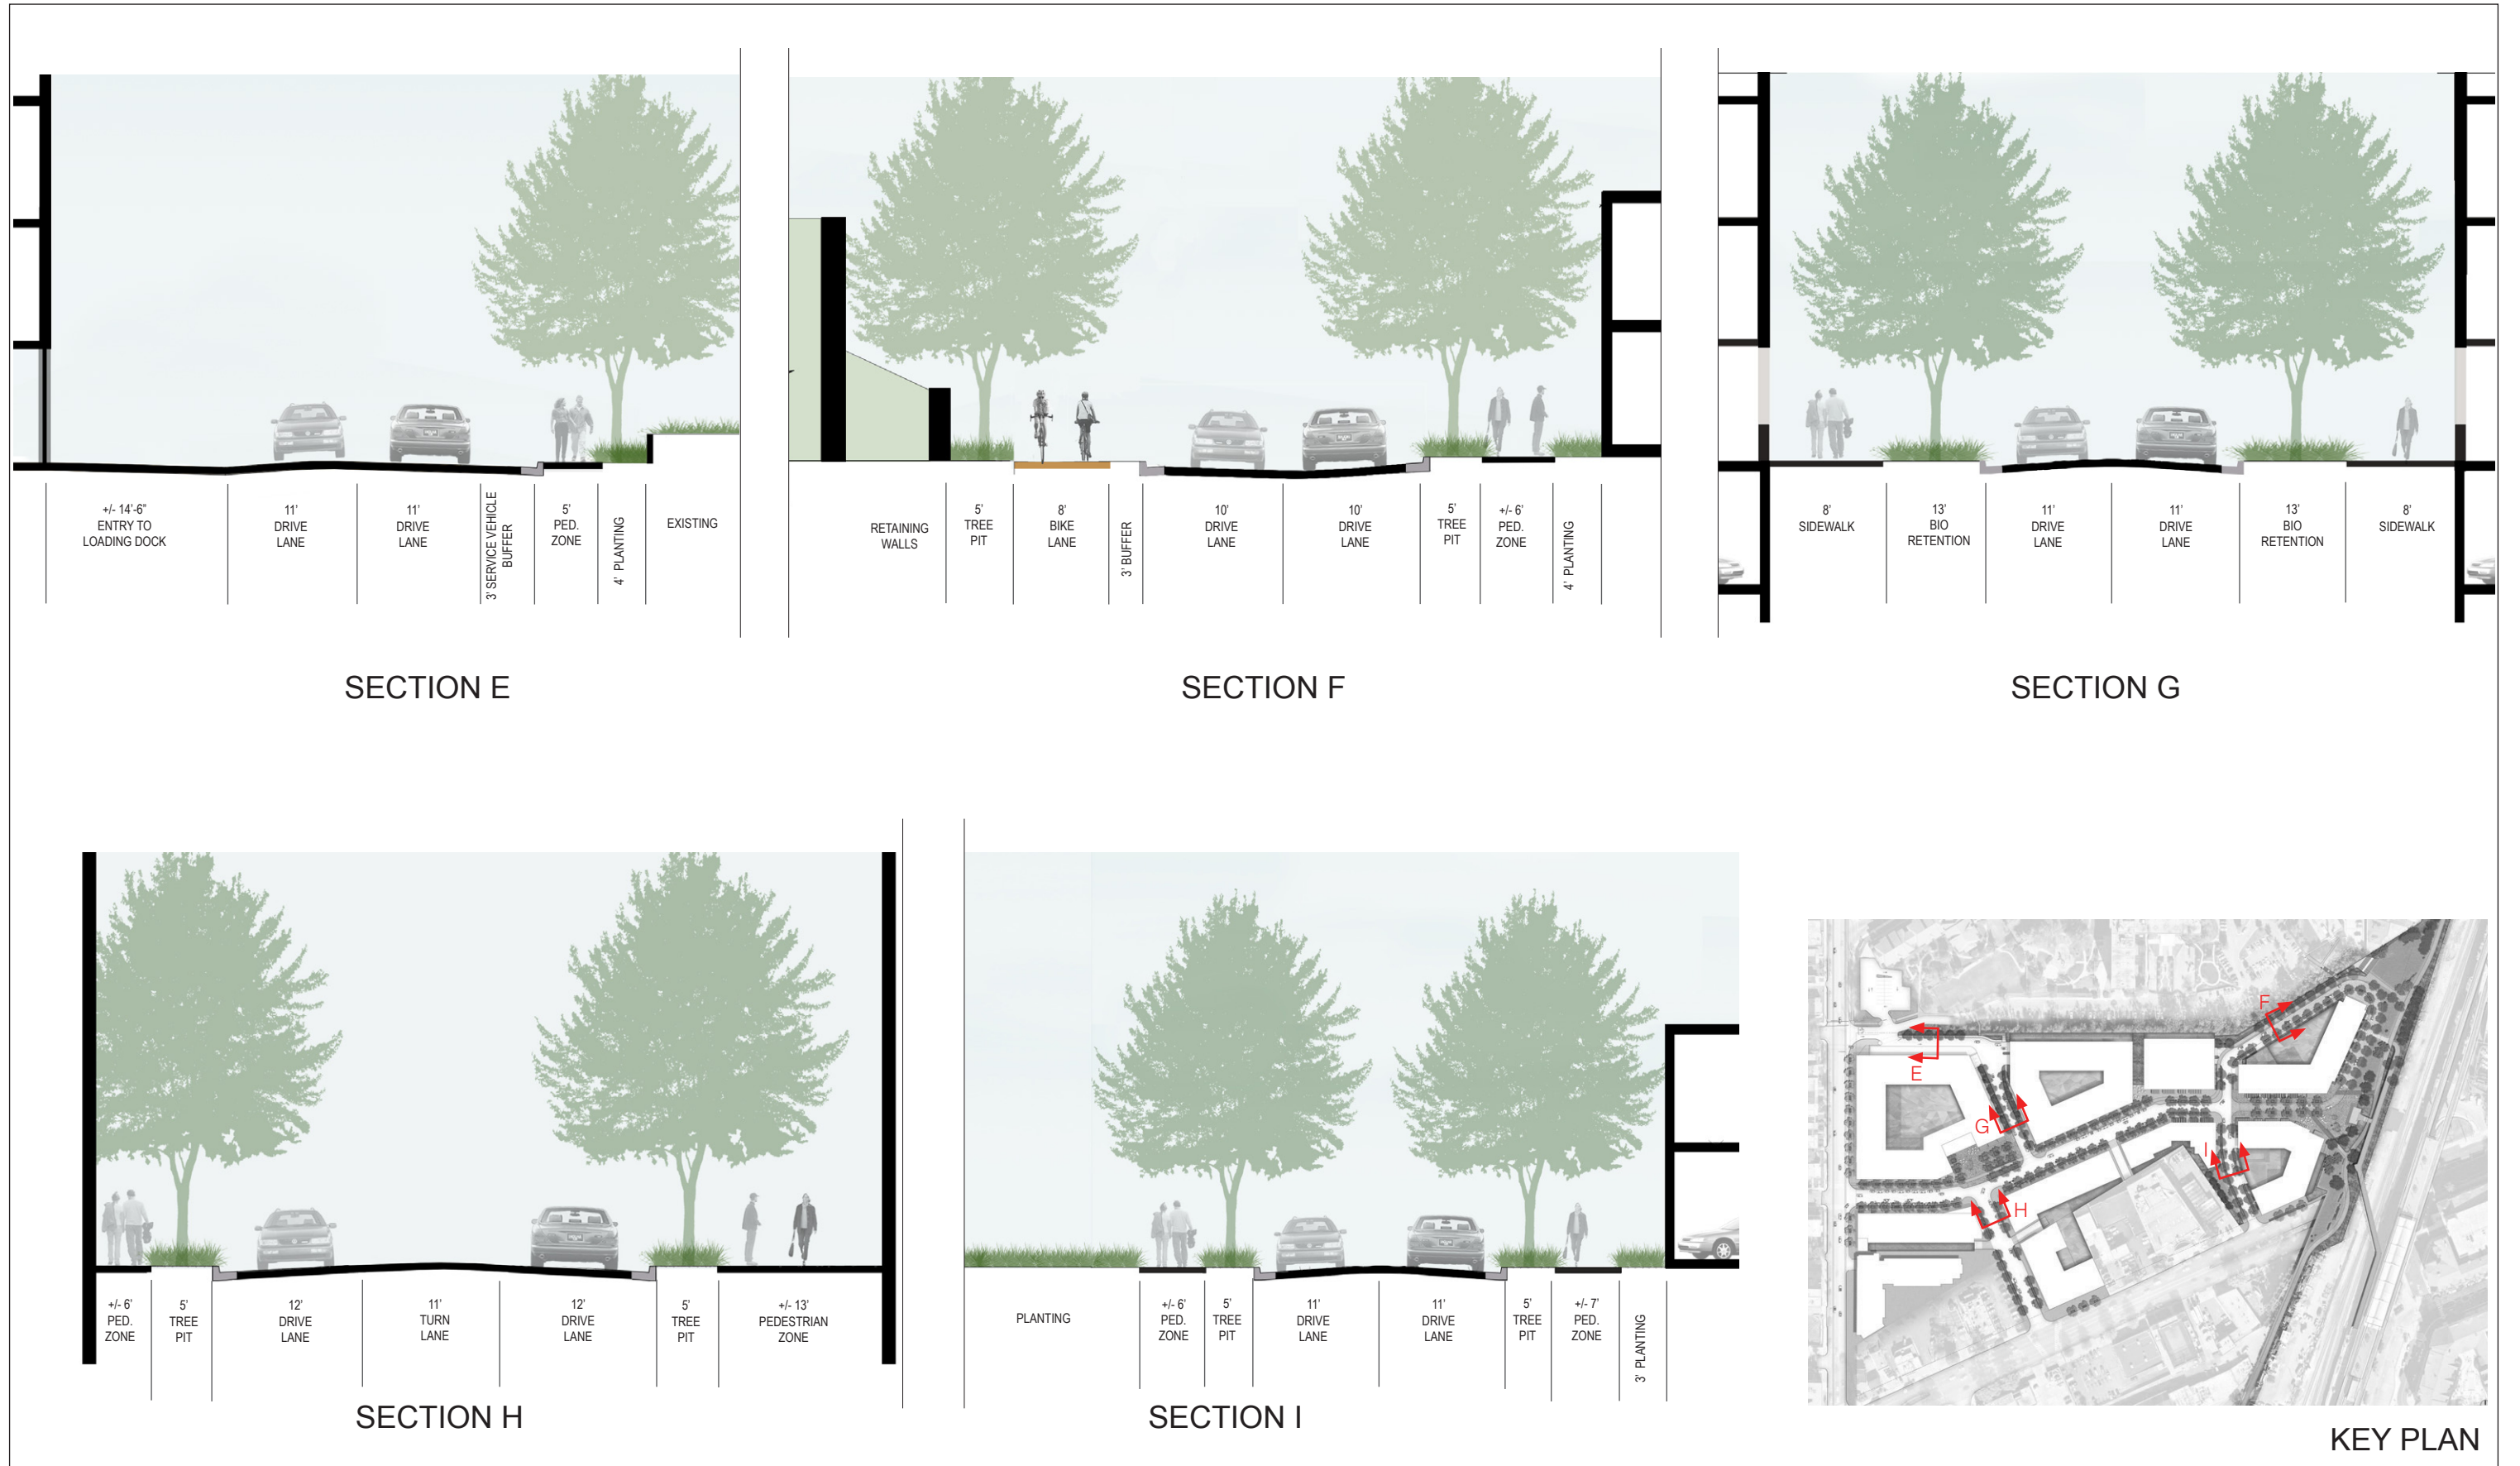 +/- 14'-6"
ENTRY TO
LOADING DOCK
11'
DRIVE
LANE
11'
DRIVE
LANE
3' SERVICE VEHICLE
BUFFER
5'
PED.
ZONE
4' PLANTING
EXISTING
SECTION E
RETAINING
WALLS
5'
TREE
PIT
8'
BIKE
LANE
3' BUFFER
10'
DRIVE
LANE
10'
DRIVE
LANE
5'
TREE
PIT
+/- 6'
PED.
ZONE
4' PLANTING
SECTION F
8'
SIDEWALK
13'
BIO
RETENTION
11'
DRIVE
LANE
11'
DRIVE
LANE
13'
BIO
RETENTION
8'
SIDEWALK
SECTION G
+/- 6'
PED.
ZONE
5'
TREE
PIT
12'
DRIVE
LANE
11'
TURN
LANE
12'
DRIVE
LANE
5'
TREE
PIT
+/- 13'
PEDESTRIAN
ZONE
SECTION H
PLANTING
+/- 6'
PED.
ZONE
5'
TREE
PIT
11'
DRIVE
LANE
11'
DRIVE
LANE
5'
TREE
PIT
+/- 7'
PED.
ZONE
3' PLANTING
SECTION I
F
E
G
I
H
KEY PLAN